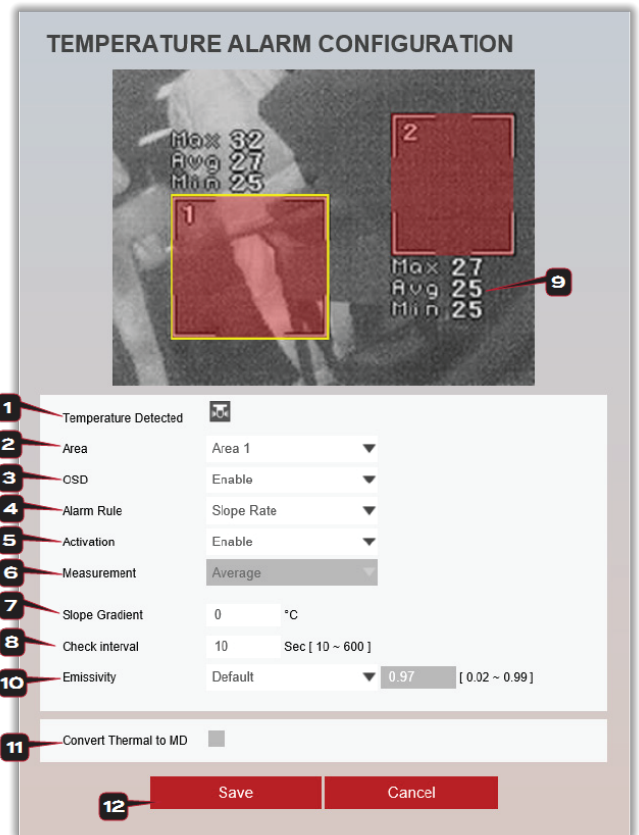 TEMPERATURE ALARM CONFIGURATION
Max 32
Avg 27
Min 25
1
2
Max 27
Avg 25
Min 25
9
1 Temperature Detected
2 Area Area 1
3 OSD Enable
4 Alarm Rule Slope Rate
5 Activation Enable
6 Measurement Average
7 Slope Gradient 0 °C
8 Check interval 10 Sec [ 10 ~ 600 ]
10 Emissivity Default 0.97 [ 0.02 ~ 0.99 ]
11 Convert Thermal to MD
12 Save Cancel